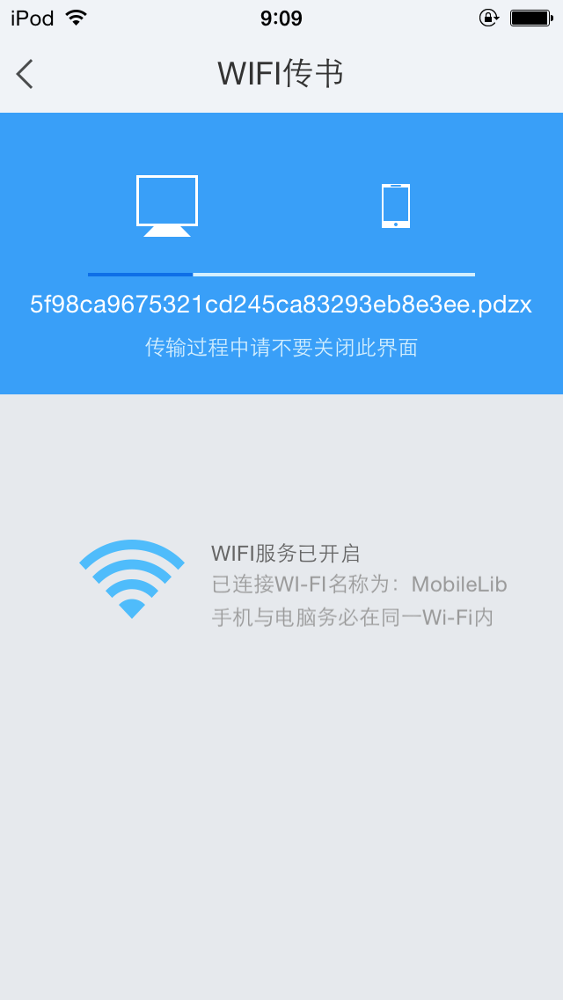 iPod 9:09
WIFI传书
5f98ca9675321cd245ca83293eb8e3ee.pdzx
传输过程中请不要关闭此界面
WIFI服务已开启
已连接WI-FI名称为：MobileLib
手机与电脑务必在同一Wi-Fi内